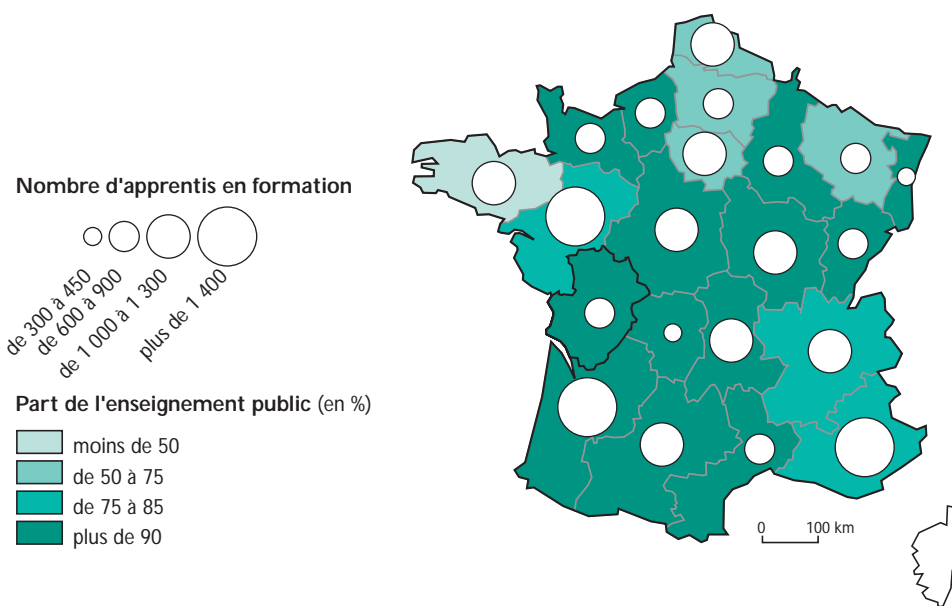 Nombre d'apprentis en formation
de 300 à 450
de 600 à 900
de 1 000 à 1 300
plus de 1 400
Part de l'enseignement public (en %)
moins de 50
de 50 à 75
de 75 à 85
plus de 90
0 100 km